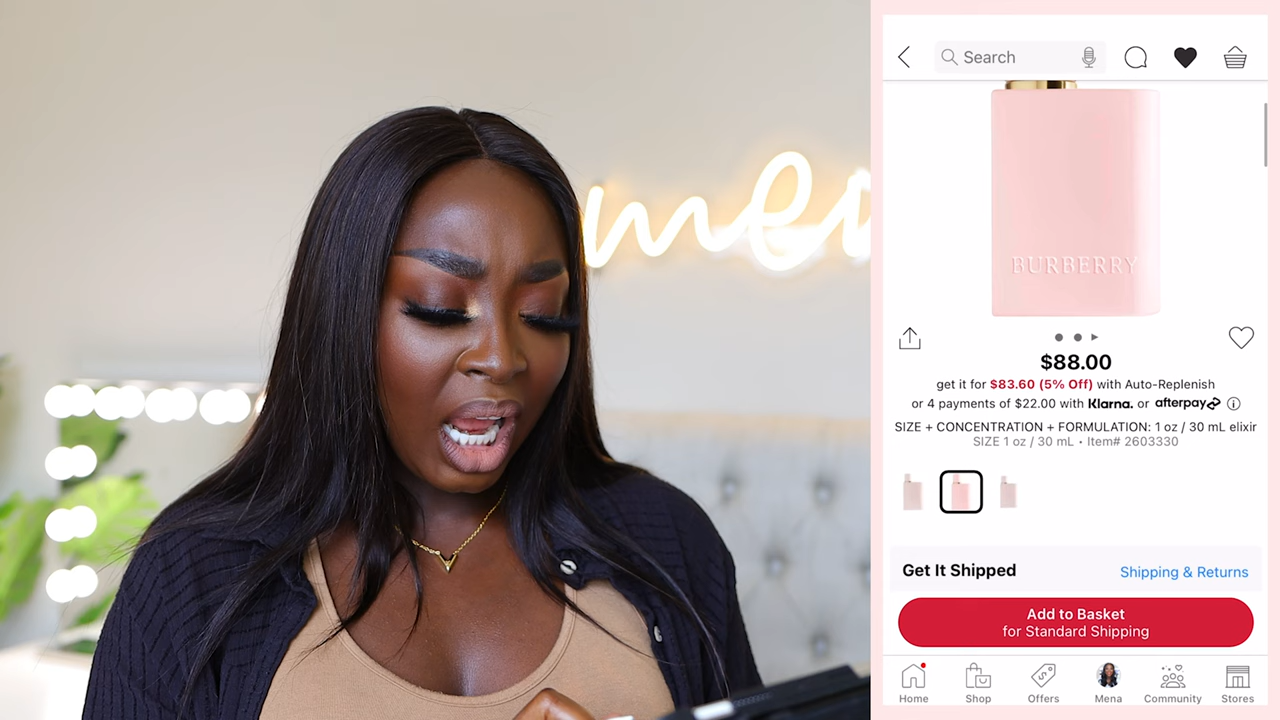 mer
Search
BURBERRY
$88.00
get it for $83.60 (5% Off) with Auto-Replenish
or 4 payments of $22.00 with Klarna. or afterpay
SIZE + CONCENTRATION + FORMULATION: 1 oz / 30 mL elixir
SIZE 1 oz / 30 mL • Item# 2603330
Get It Shipped
Shipping & Returns
Add to Basket
for Standard Shipping
Home
Shop
Offers
Mena
Community
Stores